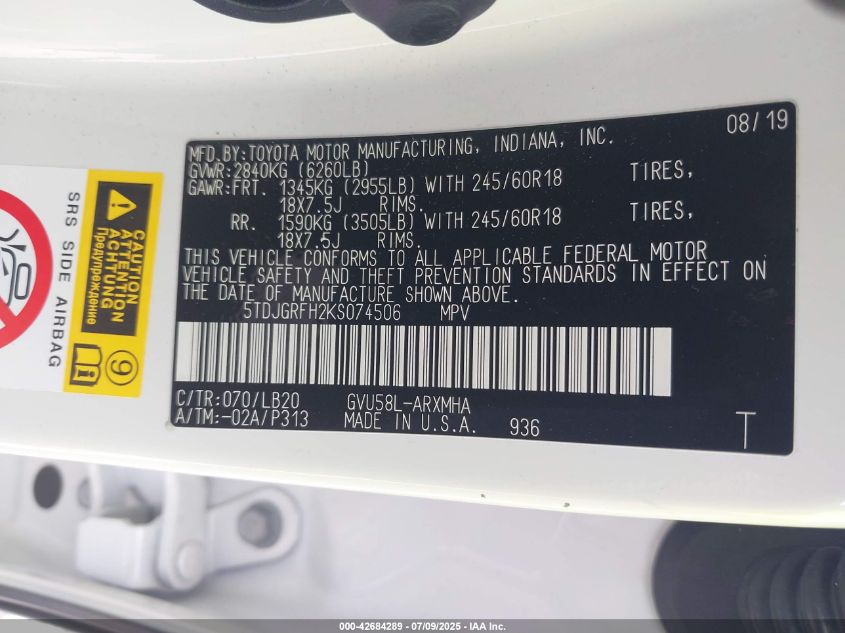 08/19
MFD.BY:TOYOTA MOTOR MANUFACTURING, INDIANA, INC.
GVWR:2840KG (6260LB)
GAWR:FRT. 1345KG (2955LB) WITH 245/60R18 TIRES,
18X7.5J RIMS.
RR. 1590KG (3505LB) WITH 245/60R18 TIRES,
18X7.5J RIMS.
THIS VEHICLE CONFORMS TO ALL APPLICABLE FEDERAL MOTOR
VEHICLE SAFETY AND THEFT PREVENTION STANDARDS IN EFFECT ON
THE DATE OF MANUFACTURE SHOWN ABOVE.
5TDJGRFH2KS074506 MPV
C/TR:070/LB20 GVU58L-ARXMHA
A/TM:-02A/P313 MADE IN U.S.A. 936
T
SRS SIDE AIRBAG
CAUTION
ATTENTION
ACHTUNG
Предупреждение
9
000-42684289 - 07/09/2025 - IAA Inc.